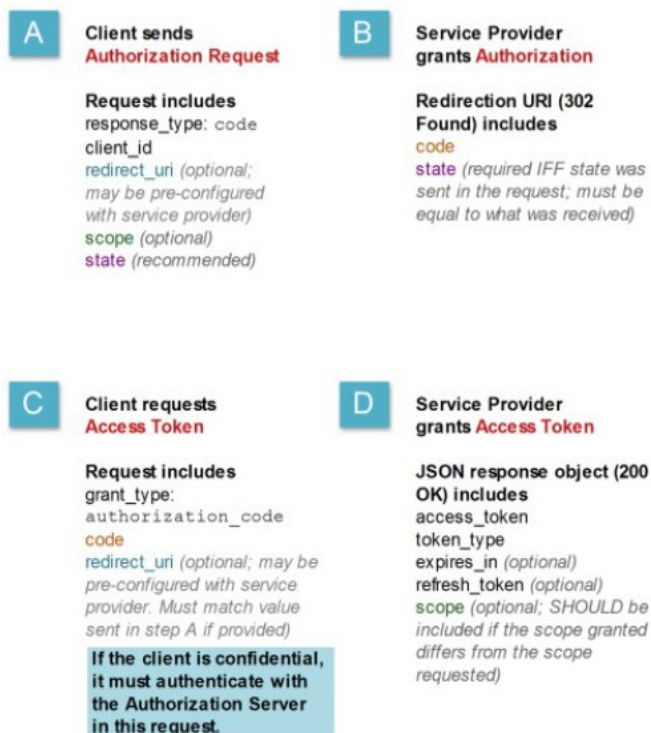 A
Client sends
Authorization Request
Request includes
response_type: code
client_id
redirect_uri (optional;
may be pre-configured
with service provider)
scope (optional)
state (recommended)
B
Service Provider
grants Authorization
Redirection URI (302
Found) includes
code
state (required IFF state was
sent in the request; must be
equal to what was received)
C
Client requests
Access Token
Request includes
grant_type:
authorization_code
code
redirect_uri (optional; may be
pre-configured with service
provider. Must match value
sent in step A if provided)
If the client is confidential,
it must authenticate with
the Authorization Server
in this request.
D
Service Provider
grants Access Token
JSON response object (200
OK) includes
access_token
token_type
expires_in (optional)
refresh_token (optional)
scope (optional; SHOULD be
included if the scope granted
differs from the scope
requested)